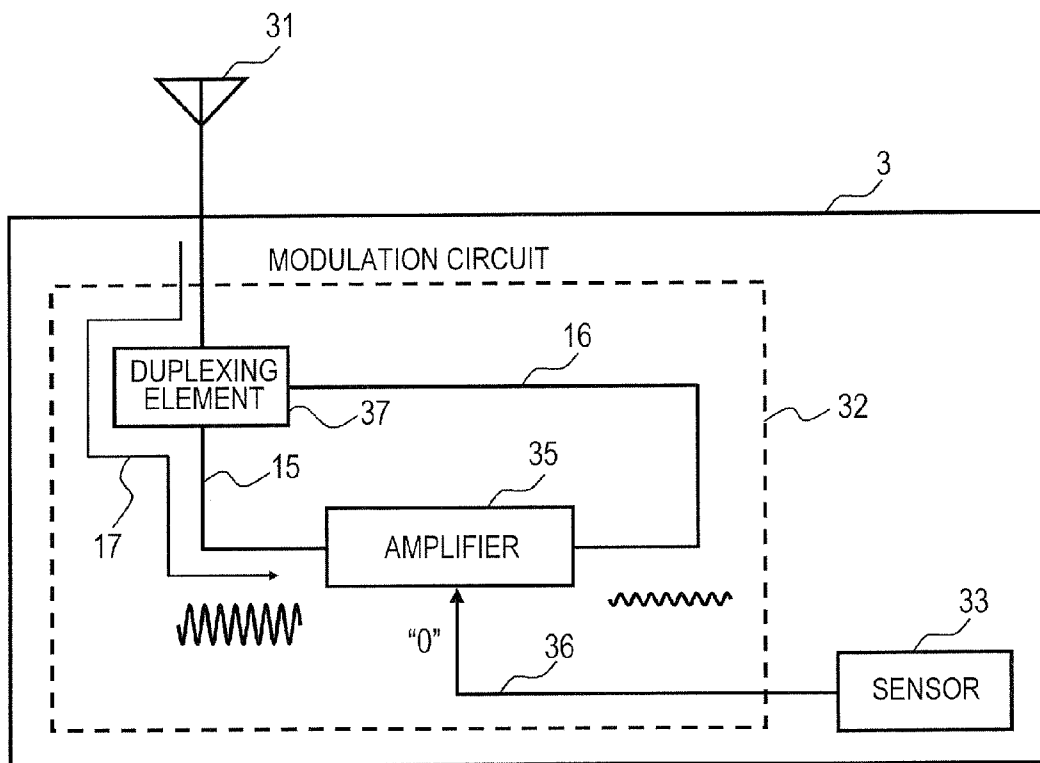 31
3
MODULATION CIRCUIT
16
DUPLEXING
ELEMENT
37
32
15
35
17
AMPLIFIER
"0"
36
33
SENSOR